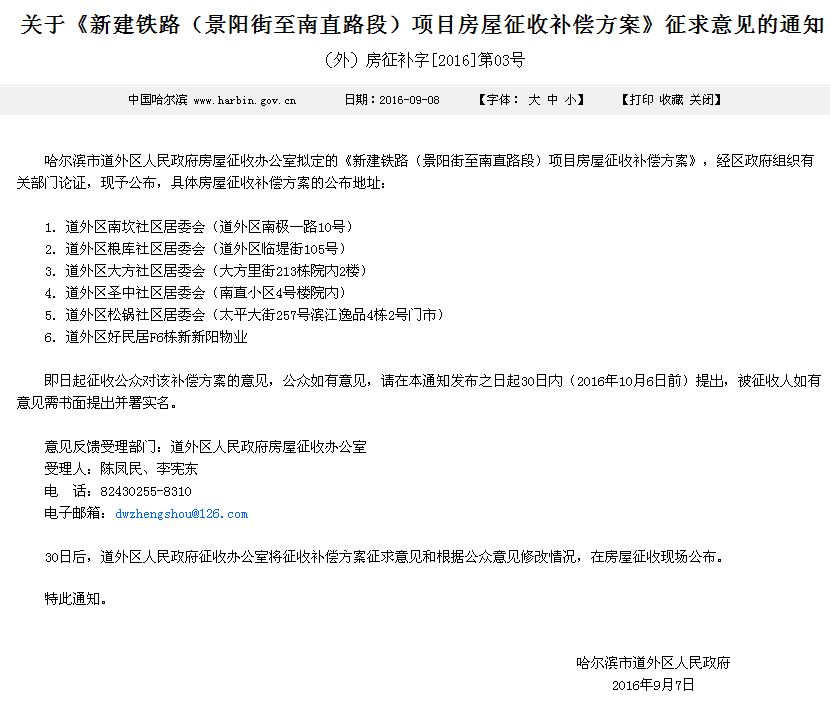 关于《新建铁路（景阳街至南直路段）项目房屋征收补偿方案》征求意见的通知
（外）房征补字[2016]第03号
中国哈尔滨 www.harbin.gov.cn 日期：2016-09-08 【字体： 大 中 小】 【打印 收藏 关闭】
哈尔滨市道外区人民政府房屋征收办公室拟定的《新建铁路（景阳街至南直路段）项目房屋征收补偿方案》，经区政府组织有
关部门论证，现予公布，具体房屋征收补偿方案的公布地址：
1. 道外区南坎社区居委会（道外区南极一路10号）
2. 道外区粮库社区居委会（道外区临堤街105号）
3. 道外区大方社区居委会（大方里街213栋院内2楼）
4. 道外区圣中社区居委会（南直小区4号楼院内）
5. 道外区松锅社区居委会（太平大街257号滨江逸品4栋2号门市）
6. 道外区好民居F6栋新新阳物业
即日起征收公众对该补偿方案的意见，公众如有意见，请在本通知发布之日起30日内（2016年10月6日前）提出，被征收人如有
意见需书面提出并署实名。
意见反馈受理部门：道外区人民政府房屋征收办公室
受理人：陈凤民、李宪东
电　话：82430255-8310
电子邮箱：dwzhengshou@126.com
30日后，道外区人民政府征收办公室将征收补偿方案征求意见和根据公众意见修改情况，在房屋征收现场公布。
特此通知。
哈尔滨市道外区人民政府
2016年9月7日